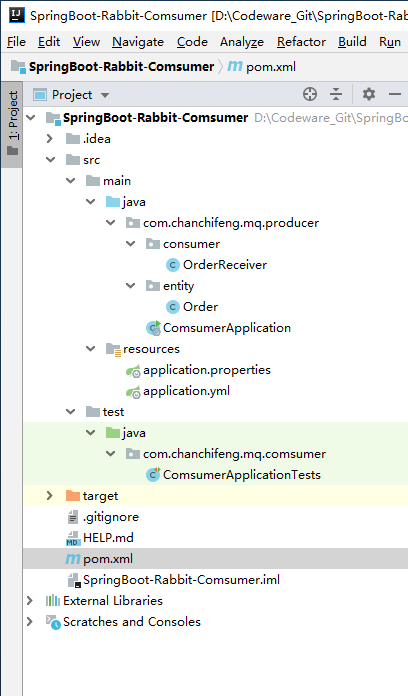 IJ SpringBoot-Rabbit-Comsumer [D:\Codeware_Git\SpringBoot-Ra
File Edit View Navigate Code Analyze Refactor Build Run
SpringBoot-Rabbit-Comsumer pom.xml
1: Project
Project
SpringBoot-Rabbit-Comsumer D:\Codeware_Git\SpringBo
.idea
src
main
java
com.chanchifeng.mq.producer
consumer
OrderReceiver
entity
Order
ComsumerApplication
resources
application.properties
application.yml
test
java
com.chanchifeng.mq.comsumer
ComsumerApplicationTests
target
.gitignore
HELP.md
pom.xml
SpringBoot-Rabbit-Comsumer.iml
External Libraries
Scratches and Consoles